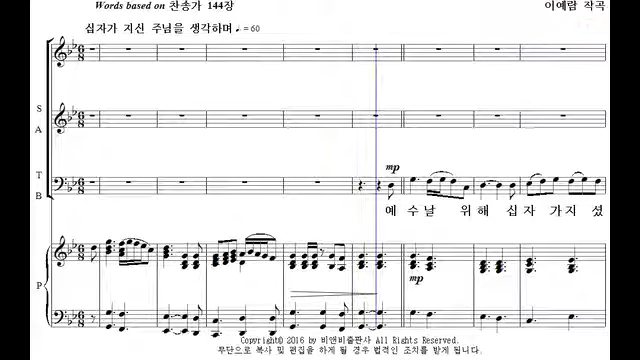 Words based on 찬송가 144장
이예람 작곡
십자가 지신 주님을 생각하며 ♩. = 60
S
A
mp
T
B
예 수 날 위 해 십 자 가 지 셨
P
mp
Copyright© 2016 by 비앤비출판사 All Rights Reserved.
무단으로 복사 및 편집을 하게 될 경우 법적인 조치를 받게 됩니다.